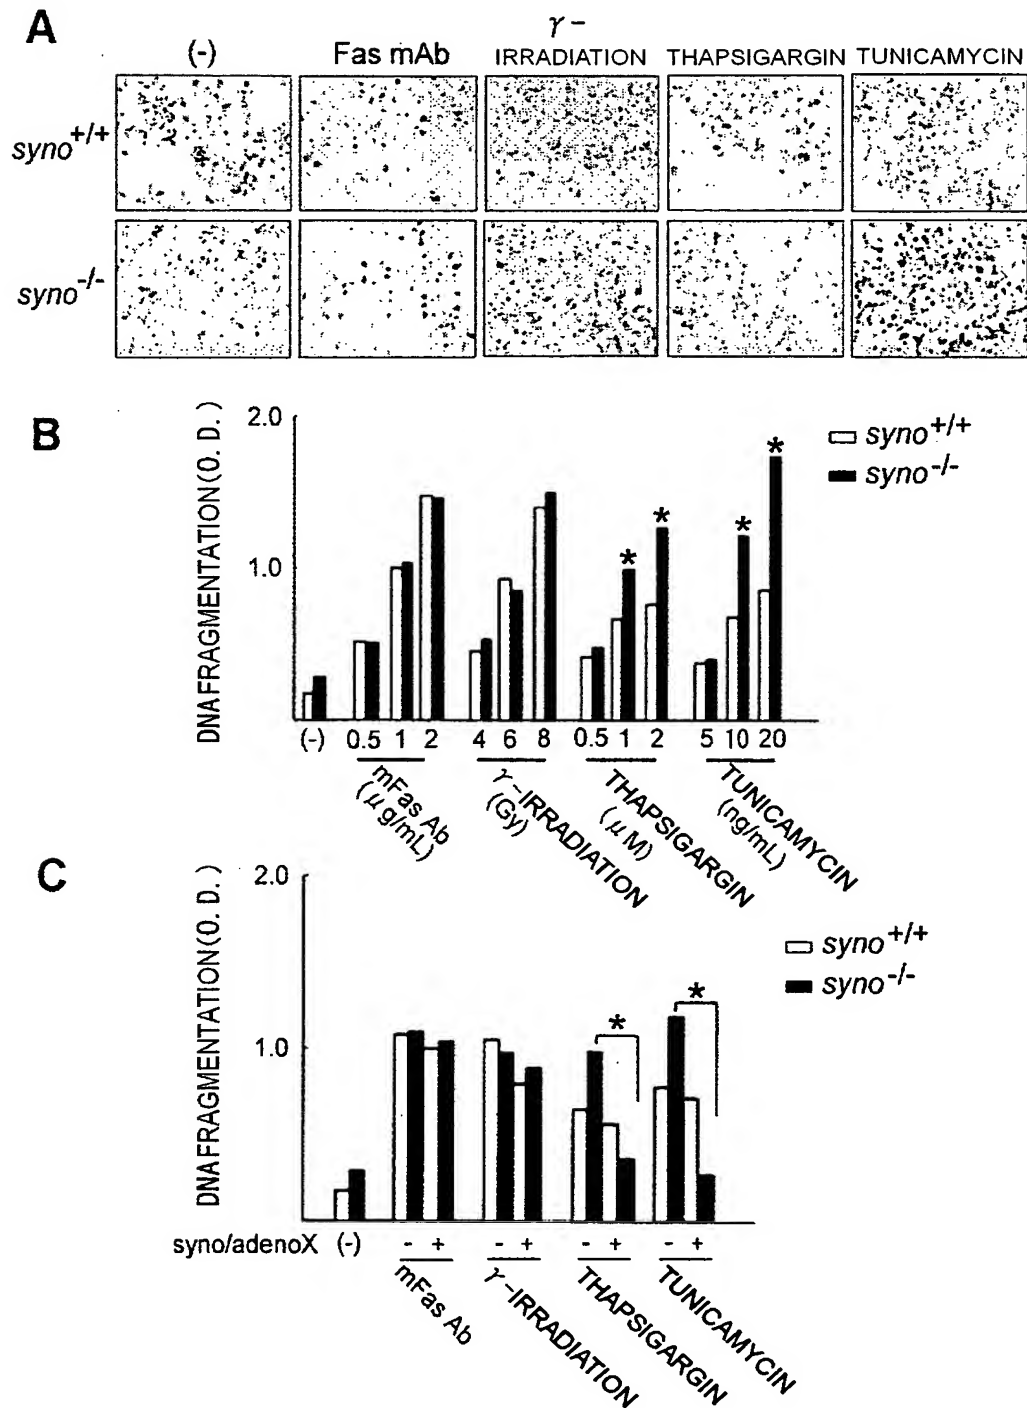 A
(-)
Fas mAb
γ-
IRRADIATION
THAPSIGARGIN
TUNICAMYCIN
syno+/+
syno-/-
B
DNA FRAGMENTATION (O. D.)
2.0
1.0
syno+/+
syno-/-
* * * *
(-) 0.5 1 2 4 6 8 0.5 1 2 5 10 20
mFas Ab
(μg/mL)
γ-IRRADIATION
(Gy)
THAPSIGARGIN
(μM)
TUNICAMYCIN
(ng/mL)
C
DNA FRAGMENTATION (O. D.)
2.0
1.0
syno+/+
syno-/-
* *
syno/adenoX (-) - + - + - + - +
mFas Ab
γ-IRRADIATION
THAPSIGARGIN
TUNICAMYCIN